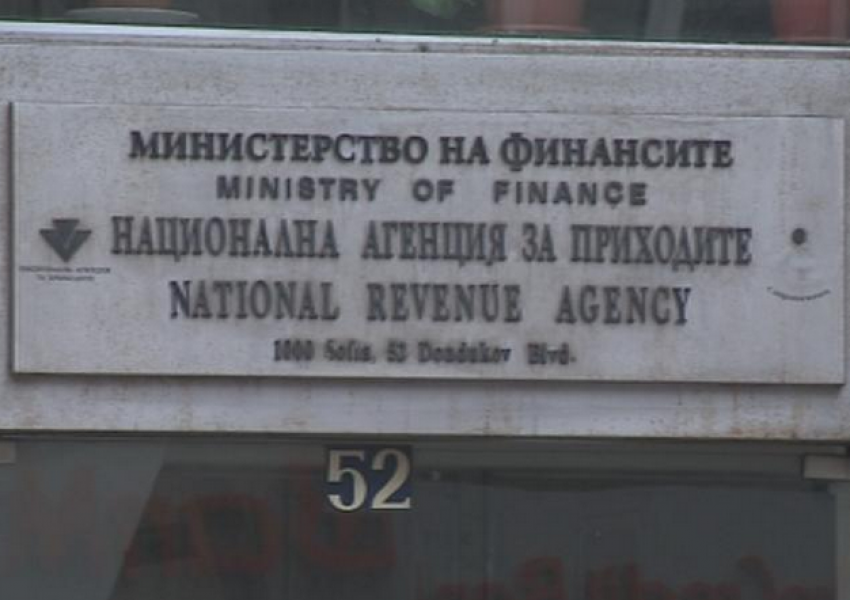 МИНИСТЕРСТВО НА ФИНАНСИТЕ
MINISTRY OF FINANCE
НАЦИОНАЛНА АГЕНЦИЯ ЗА ПРИХОДИТЕ
NATIONAL REVENUE AGENCY
1000 Sofia, 52 Dondukov Blvd.
52